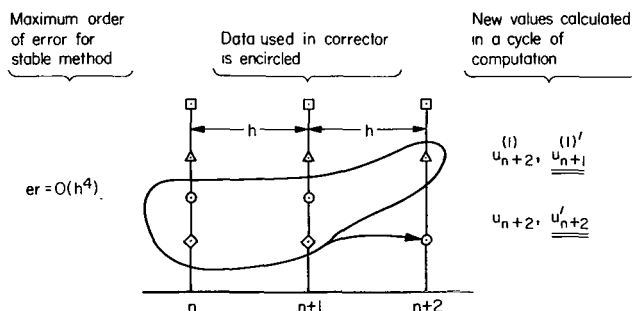 Maximum order
of error for
stable method
Data used in corrector
is encircled
New values calculated
in a cycle of
computation
h h
er = O(h⁴).
u⁽¹⁾ₙ₊₂, u⁽¹⁾′ₙ₊₁
uₙ₊₂, u′ₙ₊₂
n n+1 n+2